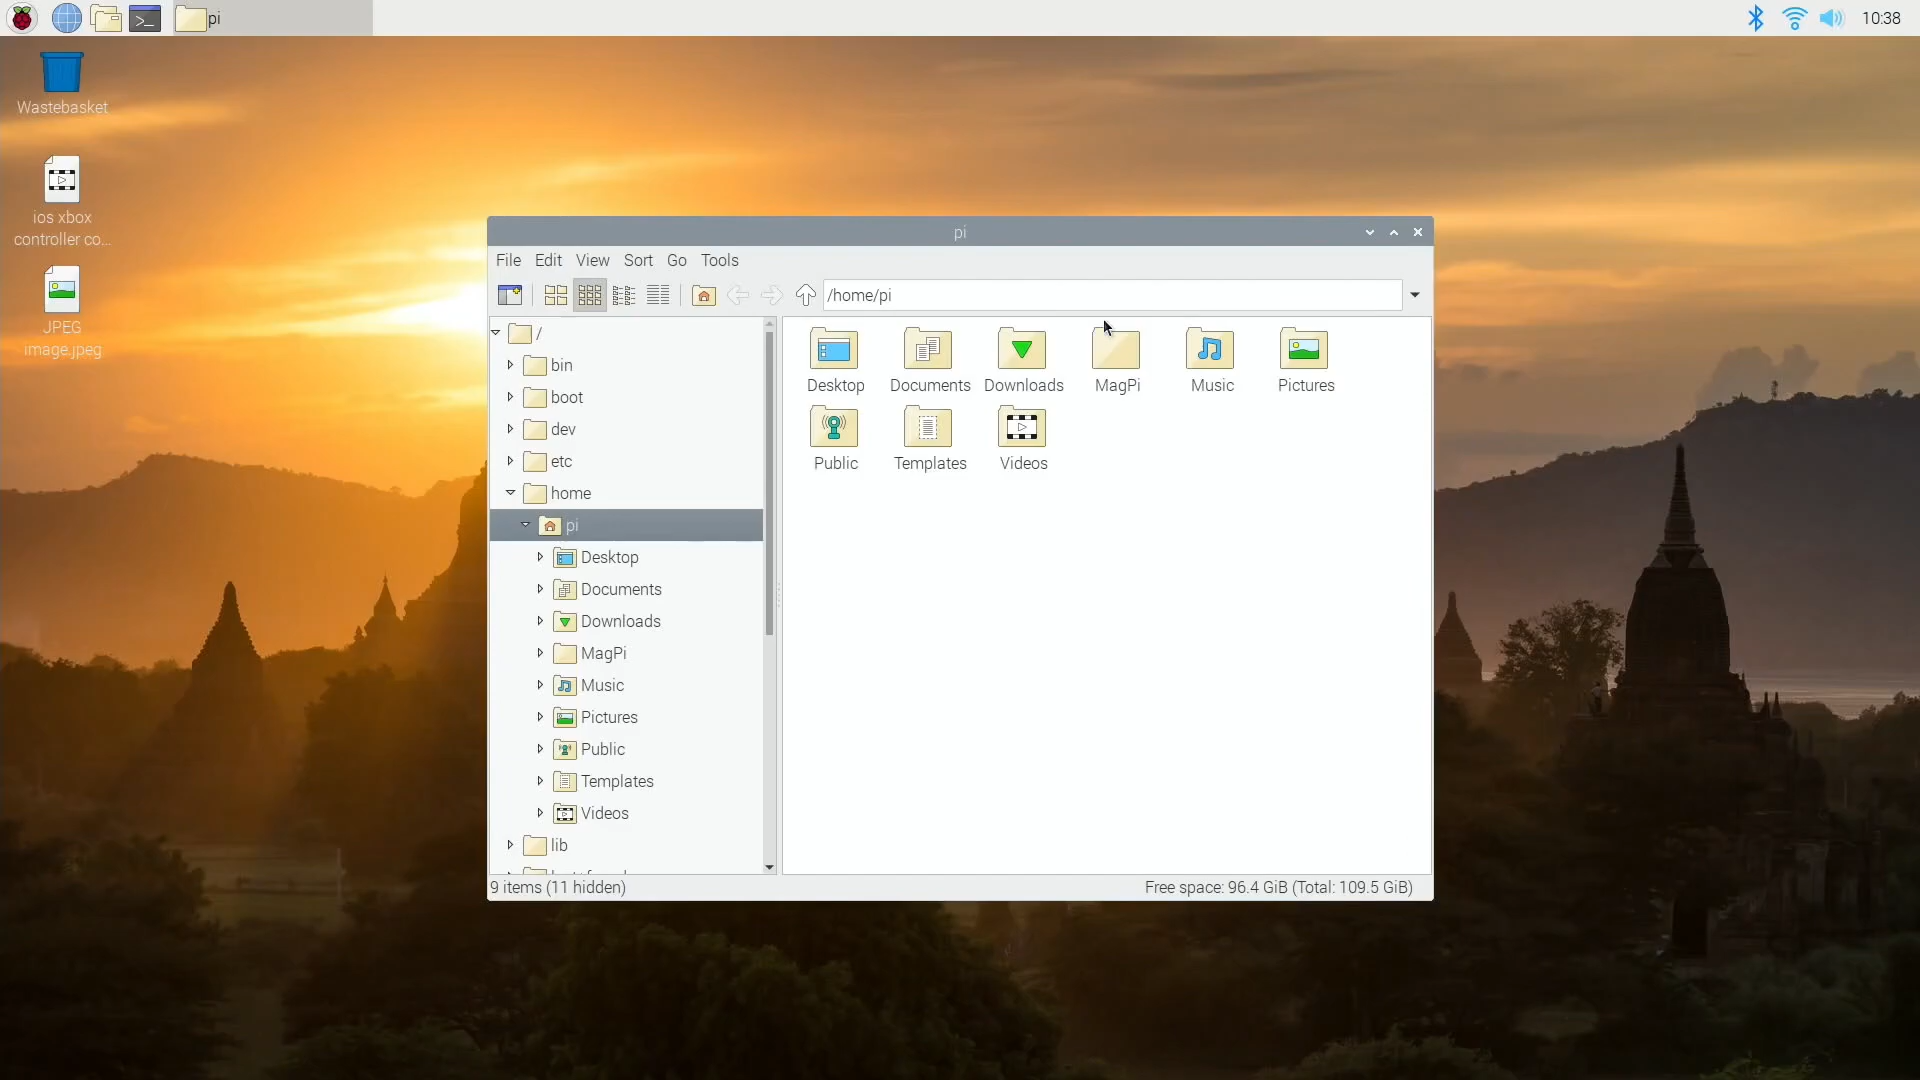 pi
10:38
Wastebasket
ios xbox
controller co...
JPEG
image.jpeg
pi
File Edit View Sort Go Tools
/home/pi
/
bin
boot
dev
etc
home
pi
Desktop
Documents
Downloads
MagPi
Music
Pictures
Public
Templates
Videos
lib
Desktop Documents Downloads MagPi Music Pictures
Public Templates Videos
9 items (11 hidden)
Free space: 96.4 GiB (Total: 109.5 GiB)